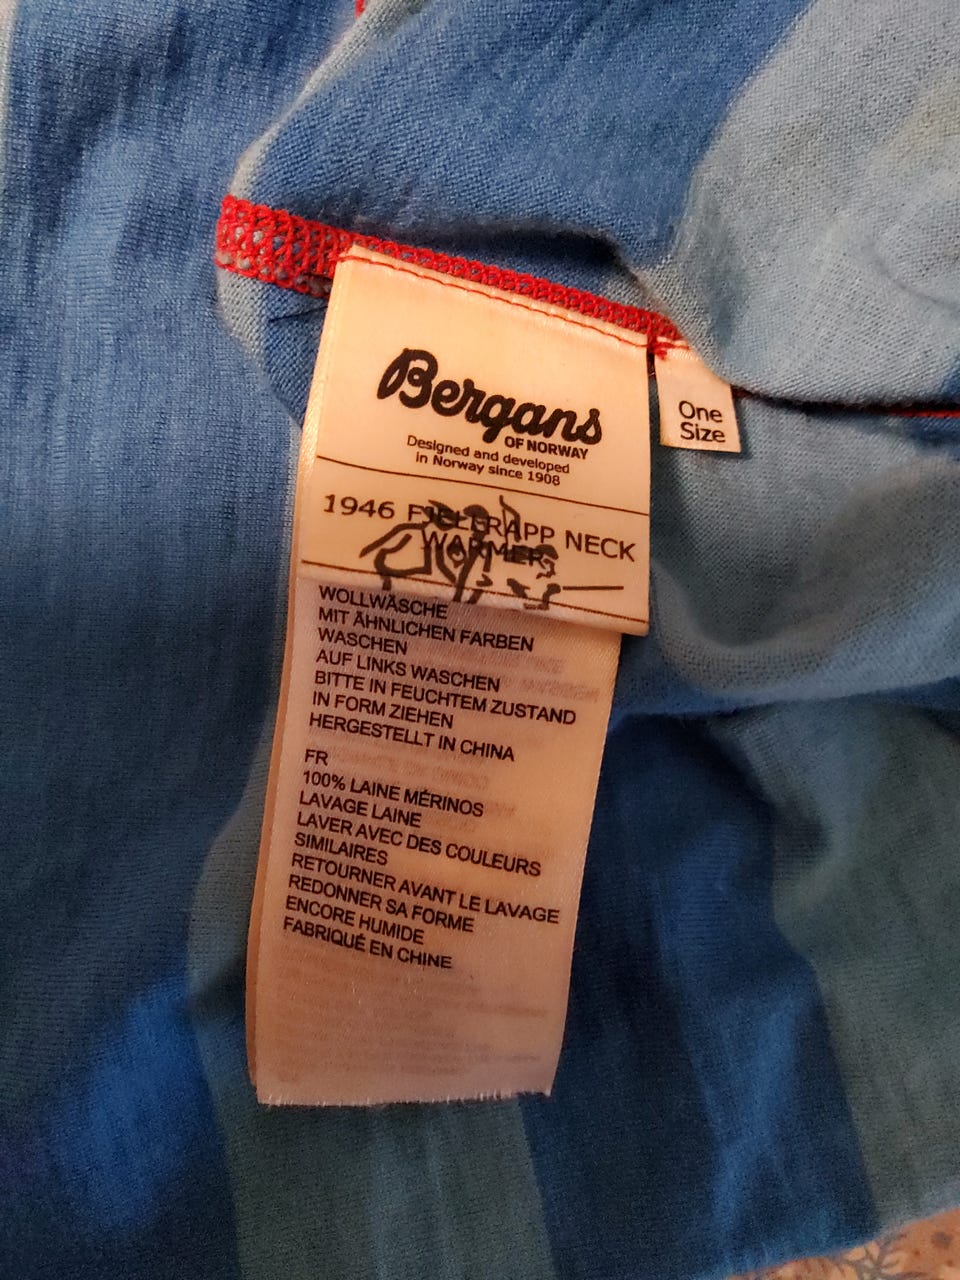 Bergans
OF NORWAY
Designed and developed
in Norway since 1908
One
Size
1946 FJELLRAPP NECK
WARMER
WOLLWÄSCHE
MIT ÄHNLICHEN FARBEN
WASCHEN
AUF LINKS WASCHEN
BITTE IN FEUCHTEM ZUSTAND
IN FORM ZIEHEN
HERGESTELLT IN CHINA
FR
100% LAINE MÉRINOS
LAVAGE LAINE
LAVER AVEC DES COULEURS
SIMILAIRES
RETOURNER AVANT LE LAVAGE
REDONNER SA FORME
ENCORE HUMIDE
FABRIQUÉ EN CHINE